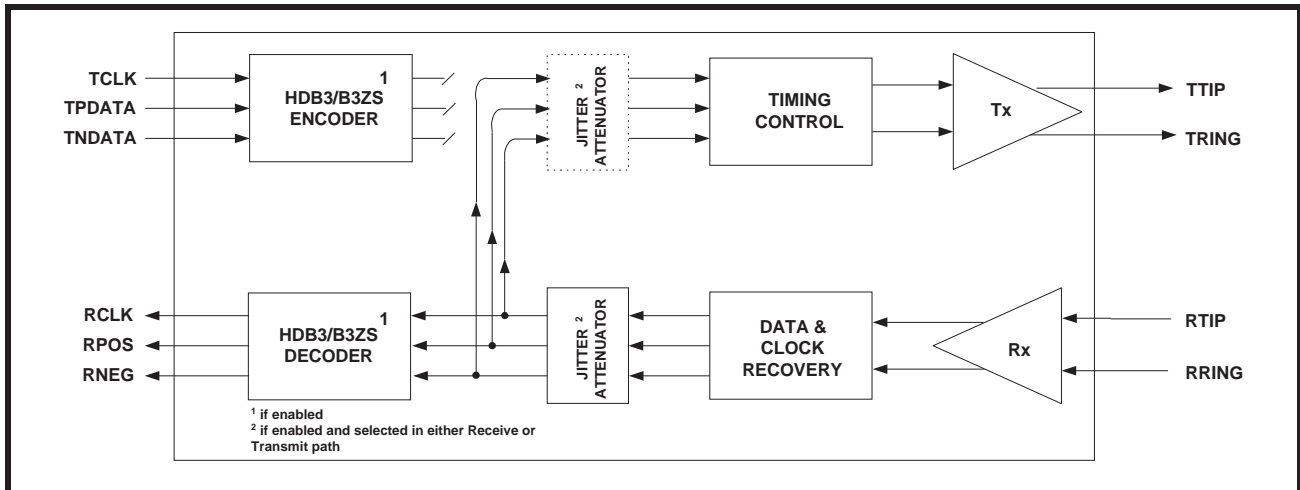 TCLK
TPDATA
TNDATA
HDB3/B3ZS 1
ENCODER
JITTER 2
ATTENUATOR
TIMING
CONTROL
Tx
TTIP
TRING
RCLK
RPOS
RNEG
HDB3/B3ZS 1
DECODER
JITTER 2
ATTENUATOR
DATA &
CLOCK
RECOVERY
Rx
RTIP
RRING
1 if enabled
2 if enabled and selected in either Receive or
Transmit path